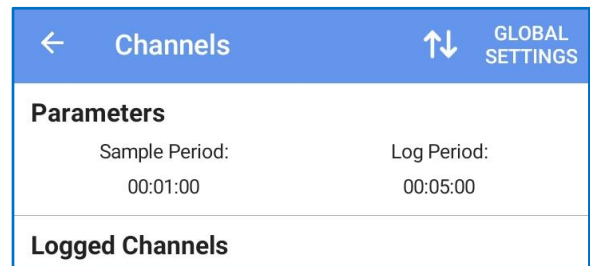 Channels
GLOBAL
SETTINGS
Parameters
Sample Period: Log Period:
00:01:00 00:05:00
Logged Channels